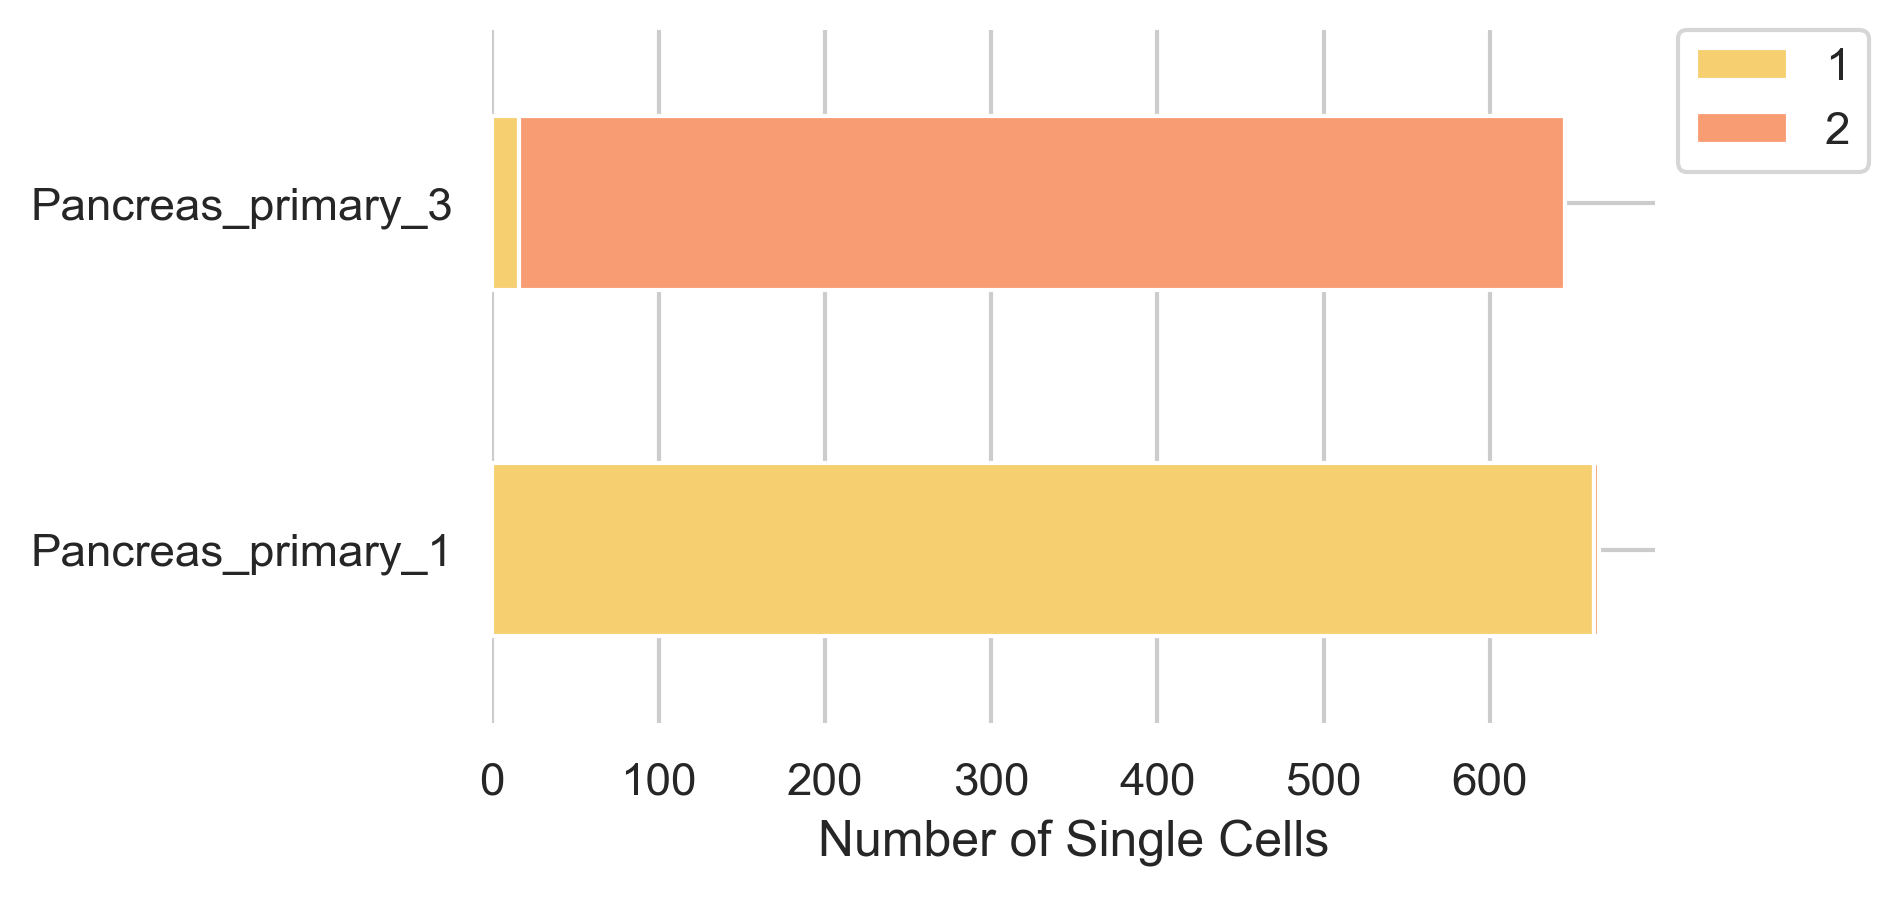 1
2
Pancreas_primary_3
Pancreas_primary_1
0 100 200 300 400 500 600
Number of Single Cells